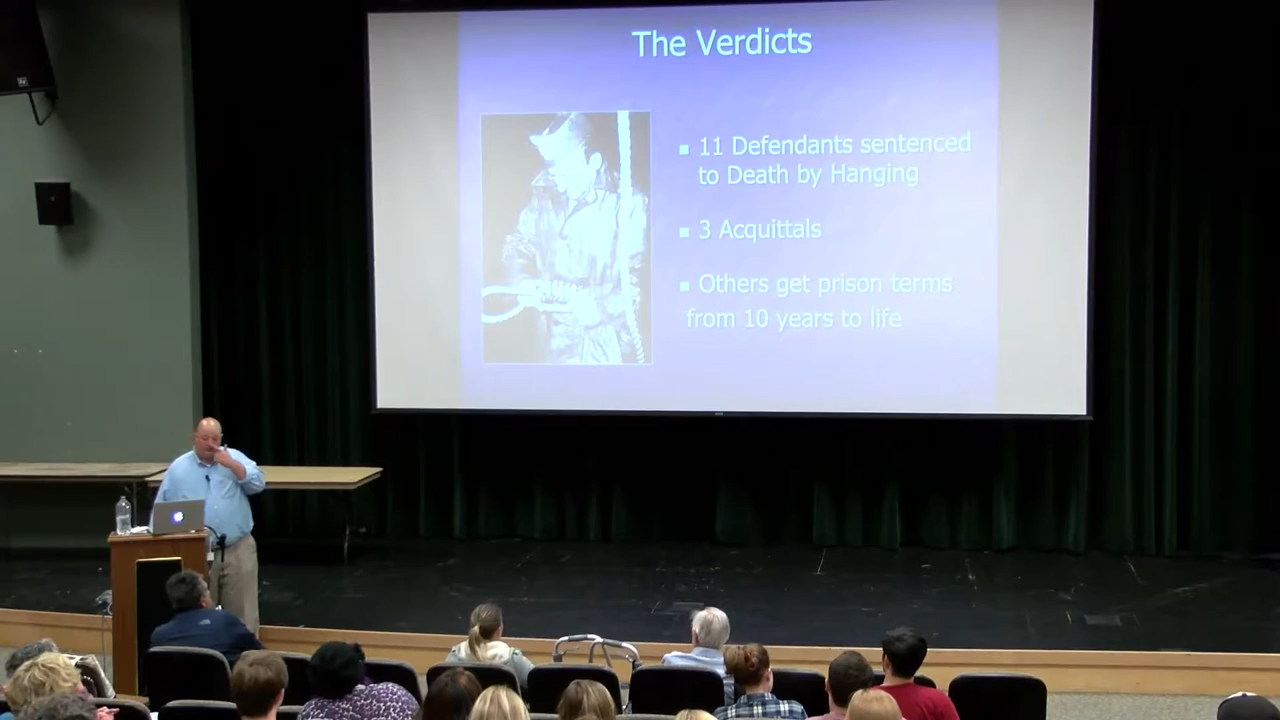 The Verdicts
11 Defendants sentenced
to Death by Hanging
3 Acquittals
Others get prison terms
from 10 years to life